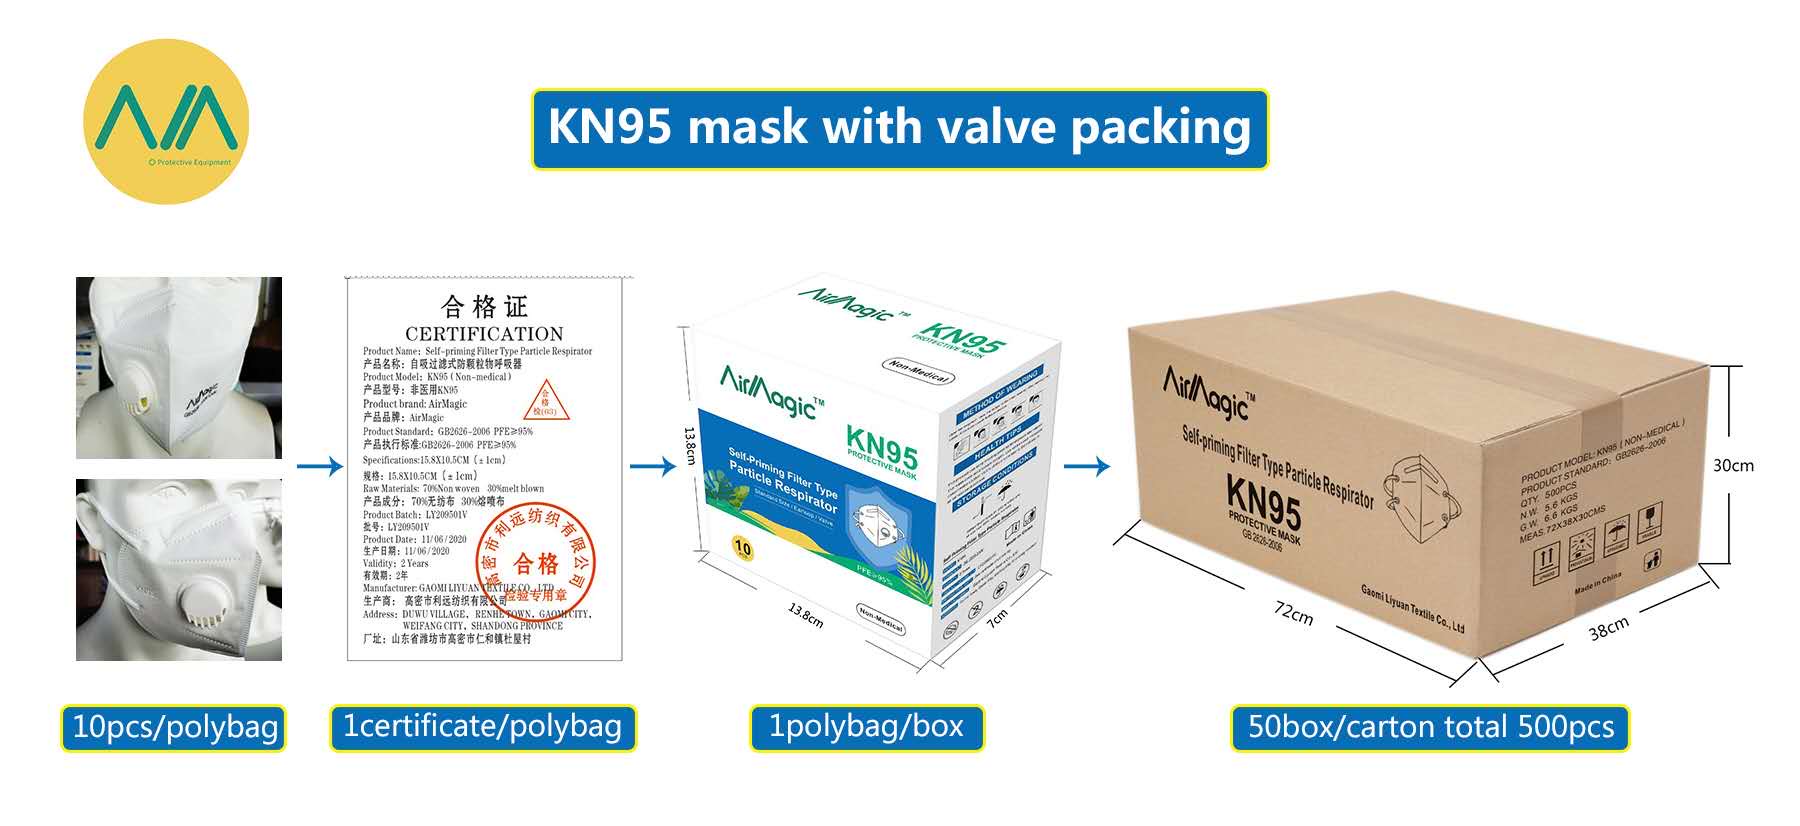 Protective Equipment
KN95 mask with valve packing
AirMagic
合格证
CERTIFICATION
Product Name: Self-priming Filter Type Particle Respirator
产品名称: 自吸过滤式防颗粒物呼吸器
Product Model: KN95 (Non-medical)
产品型号: 非医用KN95
Product brand: AirMagic
产品品牌: AirMagic
Product Standard: GB2626-2006 PFE≥95%
产品执行标准:GB2626-2006 PFE≥95%
Specifications:15.8X10.5CM (±1cm)
规格: 15.8X10.5CM (±1cm)
Raw Materials: 70%Non woven 30%melt blown
产品成分: 70%无纺布 30%熔喷布
Product Batch: LY209501V
批号: LY209501V
Product Date: 11/06/2020
生产日期: 11/06/2020
Validity: 2 Years
有效期: 2年
Manufacturer: GAOMI LIYUAN TEXTILE CO., LTD
生产商: 高密市利远纺织有限公司
Address: DUWU VILLAGE, RENHE TOWN, GAOMI CITY,
WEIFANG CITY, SHANDONG PROVINCE
厂址: 山东省潍坊市高密市仁和镇杜屋村
合
格
检(03)
高密市利远纺织有限公司
合格
检验专用章
AirMagic™
KN95
PROTECTIVE MASK
Non-Medical
AirMagic™
KN95
PROTECTIVE MASK
Self-Priming Filter Type
Particle Respirator
Standard Size / Earloop / Valve
10
PFE≥95%
Non-Medical
METHOD OF WEARING
HEALTH TIPS
STORAGE CONDITIONS
13.8cm
13.8cm
7cm
AirMagic™
Self-priming Filter Type Particle Respirator
KN95
PROTECTIVE MASK
GB 2626-2006
Gaomi Liyuan Textile Co., Ltd
PRODUCT MODEL: KN95 (NON-MEDICAL)
PRODUCT STANDARD: GB2626-2006
QTY. 500PCS
N.W. 5.6 KGS
G.W. 6.6 KGS
MEAS: 72X38X30CMS
Made in China
30cm
72cm
38cm
10pcs/polybag
1certificate/polybag
1polybag/box
50box/carton total 500pcs